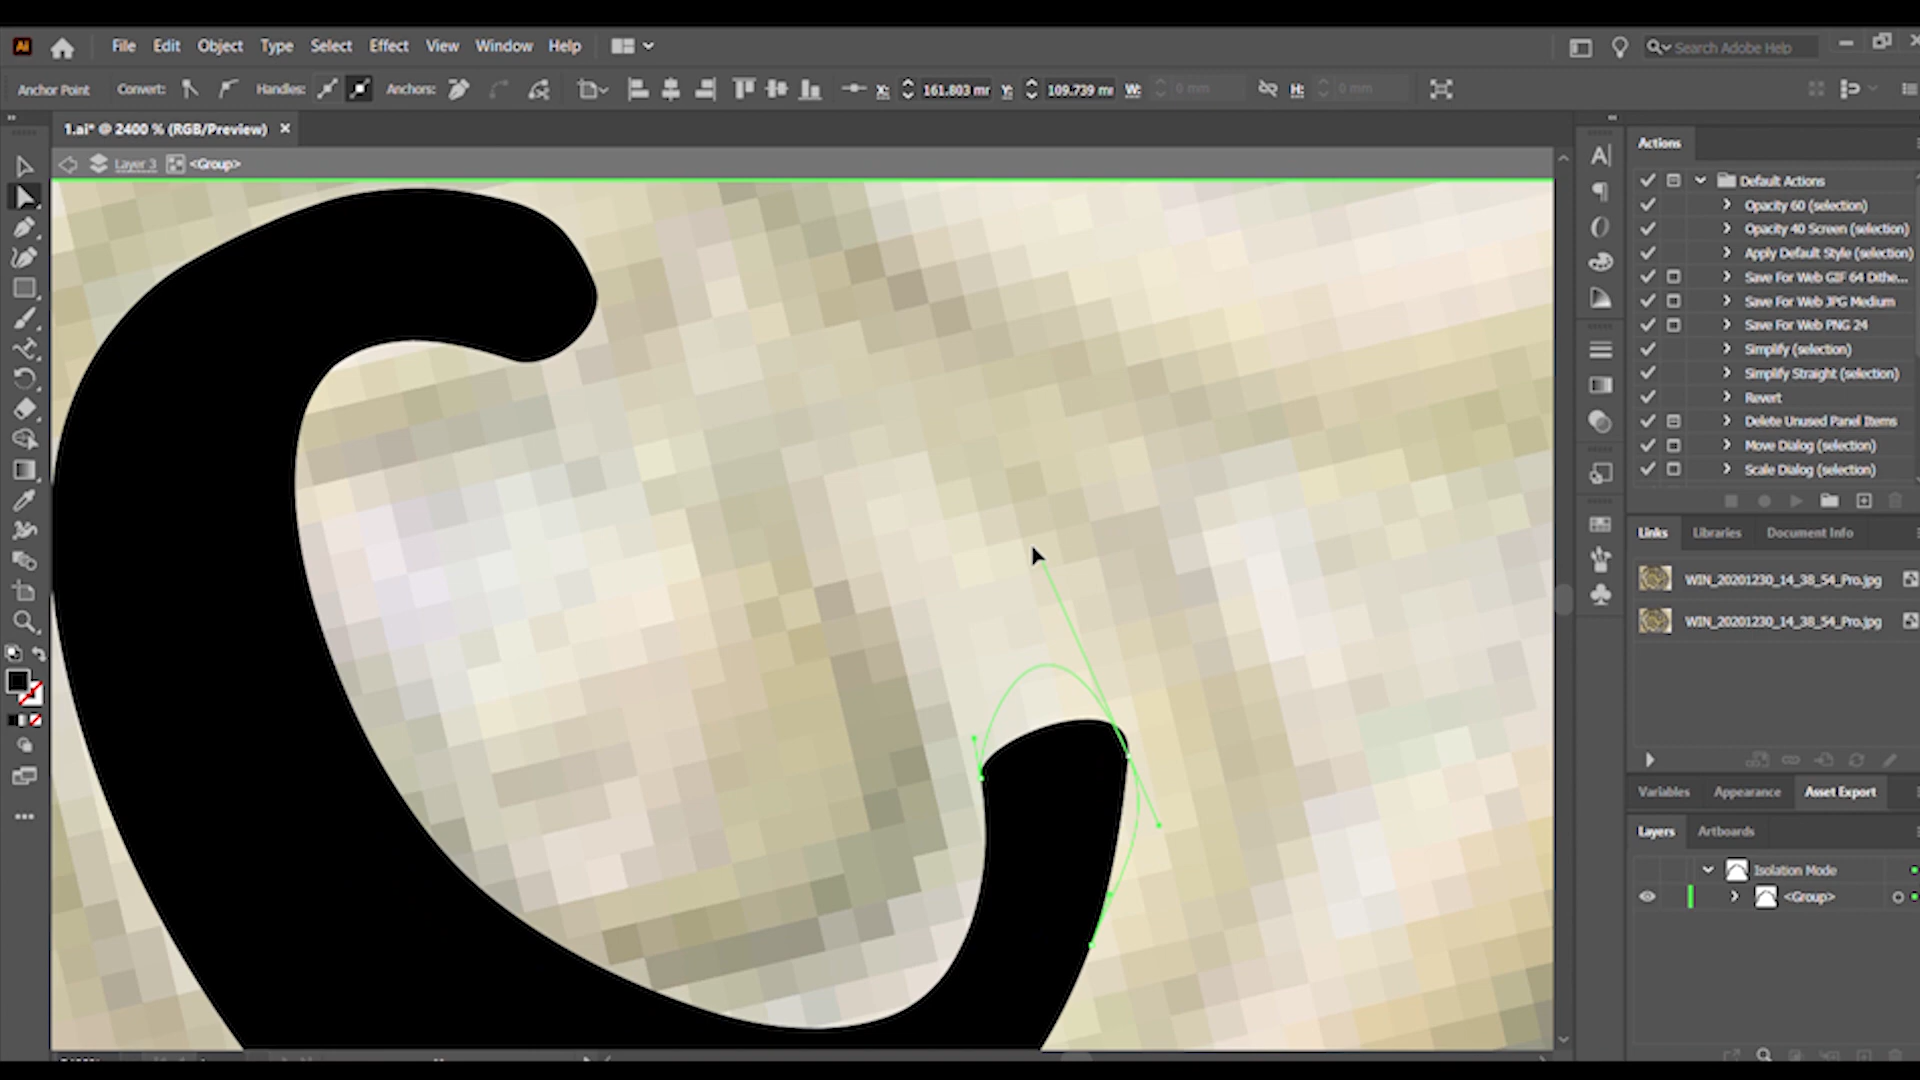 Ai File Edit Object Type Select Effect View Window Help Search Adobe Help
Anchor Point Convert: Handles: Anchors: X: 161.803 mr Y: 109.739 mr W: 0 mm H: 0 mm
1.ai* @ 2400 % (RGB/Preview)
Layer 3 <Group>
Actions
Default Actions
Opacity 60 (selection)
Opacity 40 Screen (selection)
Apply Default Style (selection)
Save For Web GIF 64 Dithe...
Save For Web JPG Medium
Save For Web PNG 24
Simplify (selection)
Simplify Straight (selection)
Revert
Delete Unused Panel Items
Move Dialog (selection)
Scale Dialog (selection)
Links Libraries Document Info
WIN_20201230_14_38_54_Pro.jpg
WIN_20201230_14_38_54_Pro.jpg
Variables Appearance Asset Export
Layers Artboards
Isolation Mode
<Group>